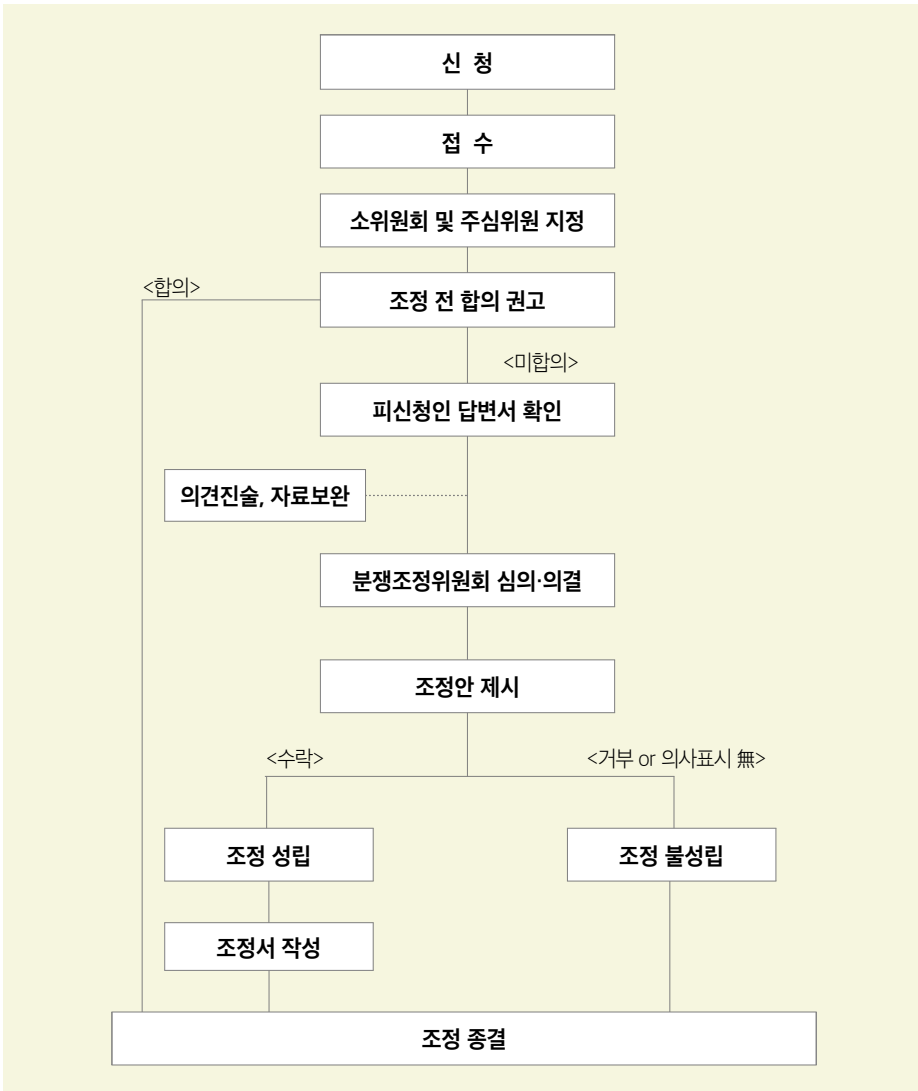 신 청
접 수
소위원회 및 주심위원 지정
<합의>
조정 전 합의 권고
<미합의>
피신청인 답변서 확인
의견진술, 자료보완
분쟁조정위원회 심의·의결
조정안 제시
<수락>
<거부 or 의사표시 無>
조정 성립
조정 불성립
조정서 작성
조정 종결